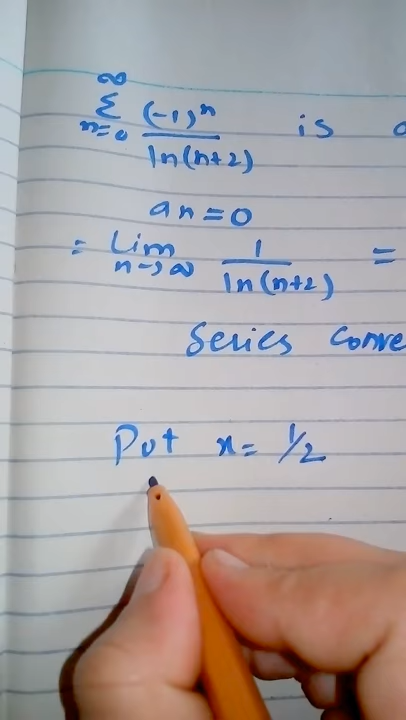 ∞
Σ (-1)^n / ln(n+2) is
n=0
an = 0
= Lim n→∞ 1 / ln(n+2) =
Series Conve
Put x = 1/2